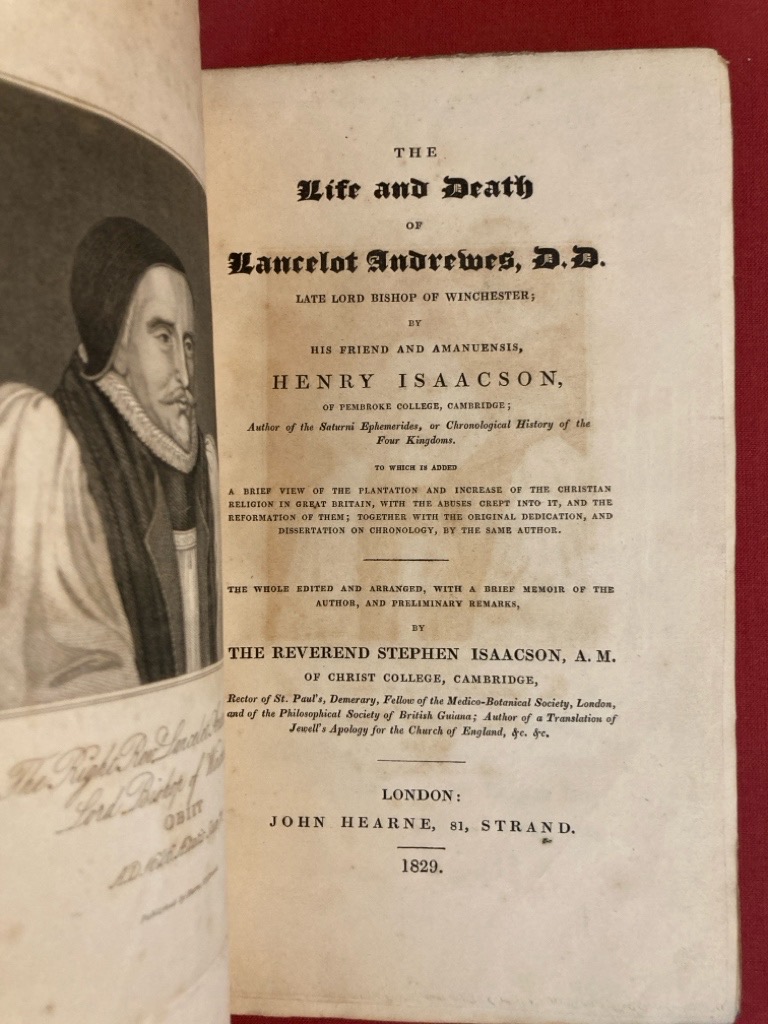 The Right Rev.
Lord Bishop of
OBIIT
A.D. 1626
THE
Life and Death
OF
Lancelot Andrewes, D.D.
LATE LORD BISHOP OF WINCHESTER;
BY
HIS FRIEND AND AMANUENSIS,
HENRY ISAACSON,
OF PEMBROKE COLLEGE, CAMBRIDGE;
Author of the Saturni Ephemerides, or Chronological History of the
Four Kingdoms.
TO WHICH IS ADDED
A BRIEF VIEW OF THE PLANTATION AND INCREASE OF THE CHRISTIAN
RELIGION IN GREAT BRITAIN, WITH THE ABUSES CREPT INTO IT, AND THE
REFORMATION OF THEM; TOGETHER WITH THE ORIGINAL DEDICATION, AND
DISSERTATION ON CHRONOLOGY, BY THE SAME AUTHOR.
THE WHOLE EDITED AND ARRANGED, WITH A BRIEF MEMOIR OF THE
AUTHOR, AND PRELIMINARY REMARKS,
BY
THE REVEREND STEPHEN ISAACSON, A. M.
OF CHRIST COLLEGE, CAMBRIDGE,
Rector of St. Paul's, Demerary, Fellow of the Medico-Botanical Society, London,
and of the Philosophical Society of British Guiana; Author of a Translation of
Jewell's Apology for the Church of England, &c. &c.
LONDON:
JOHN HEARNE, 81, STRAND.
1829.